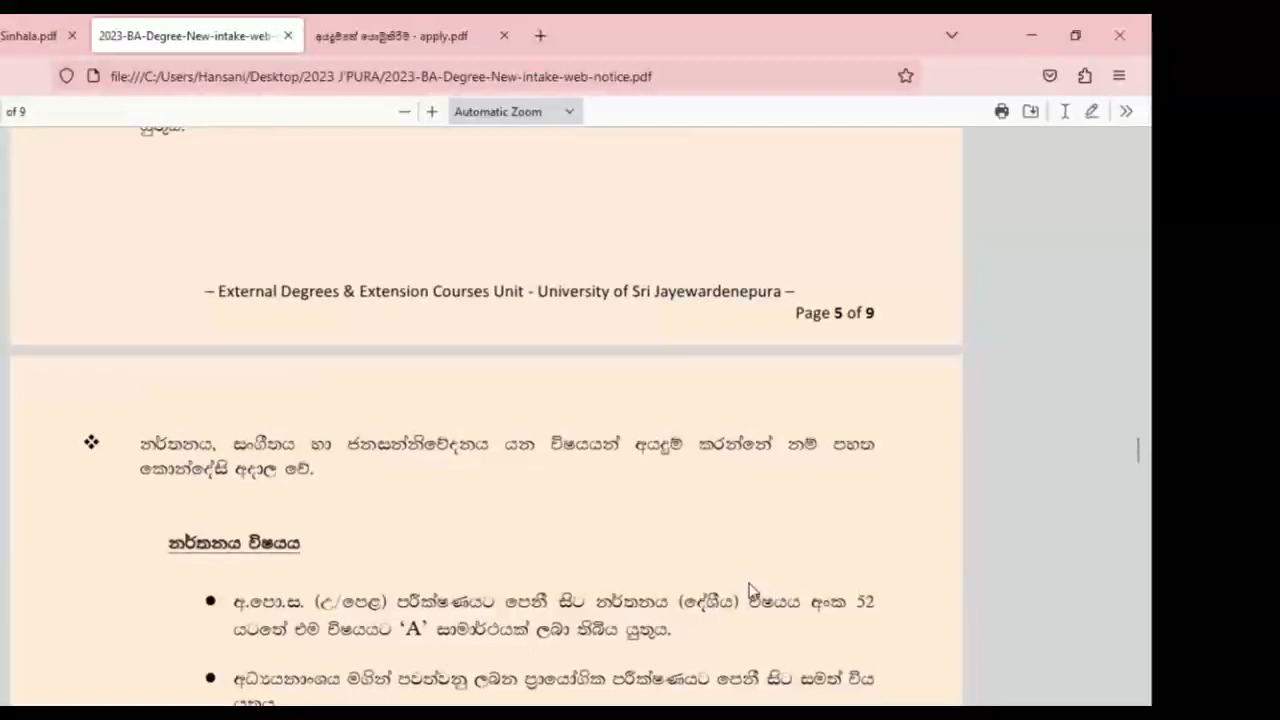 Sinhala.pdf
2023-BA-Degree-New-intake-web-
අයදුම්පත් යොමුකිරීම - apply.pdf
file:///C:/Users/Hansani/Desktop/2023 J'PURA/2023-BA-Degree-New-intake-web-notice.pdf
of 9
Automatic Zoom
යුතුය.
– External Degrees & Extension Courses Unit - University of Sri Jayewardenepura –
Page 5 of 9
❖ නර්තනය, සංගීතය හා ජනසන්නිවේදනය යන විෂයයන් අයදුම් කරන්නේ නම් පහත
කොන්දේසි අදාල වේ.
නර්තනය විෂයය
● අ.පො.ස. (උ/පෙළ) පරීක්ෂණයට පෙනී සිට නර්තනය (දේශීය) විෂයය අංක 52
යටතේ එම විෂයයට ‘A’ සාමාර්ථයක් ලබා තිබිය යුතුය.
● අධ්‍යයනාංශය මගින් පවත්වනු ලබන ප්‍රායෝගික පරීක්ෂණයට පෙනී සිට සමත් විය
යුතුය